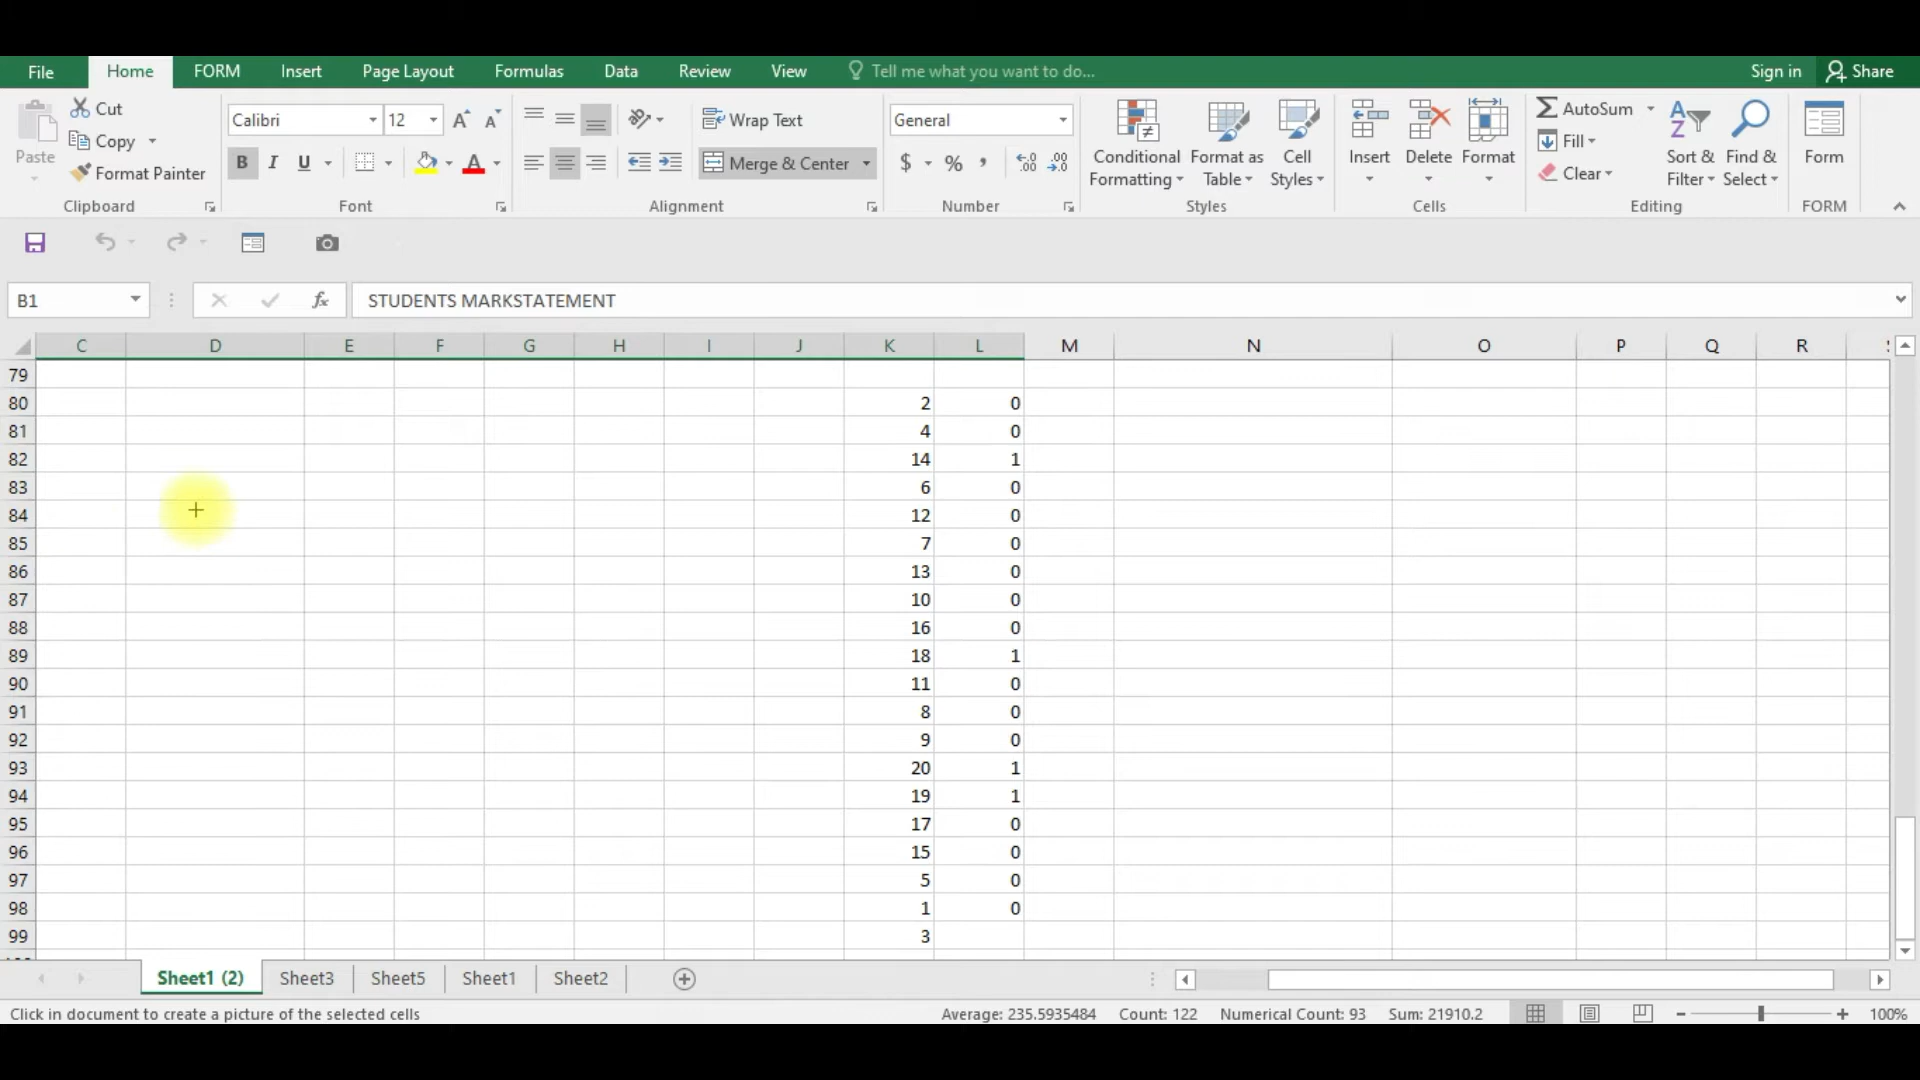 File Home FORM Insert Page Layout Formulas Data Review View Tell me what you want to do... Sign in Share
Paste
Cut
Copy
Format Painter
Clipboard
Calibri 12
B I U A
Font
Wrap Text
Merge & Center
Alignment
General
$ % ,
Number
Conditional Formatting
Format as Table
Cell Styles
Styles
Insert Delete Format
Cells
AutoSum
Fill
Clear
Sort & Filter
Find & Select
Editing
Form
FORM
B1 fx STUDENTS MARKSTATEMENT
C D E F G H I J K L M N O P Q R
79
80 2 0
81 4 0
82 14 1
83 6 0
84 12 0
85 7 0
86 13 0
87 10 0
88 16 0
89 18 1
90 11 0
91 8 0
92 9 0
93 20 1
94 19 1
95 17 0
96 15 0
97 5 0
98 1 0
99 3
Sheet1 (2) Sheet3 Sheet5 Sheet1 Sheet2
Click in document to create a picture of the selected cells Average: 235.5935484 Count: 122 Numerical Count: 93 Sum: 21910.2 100%